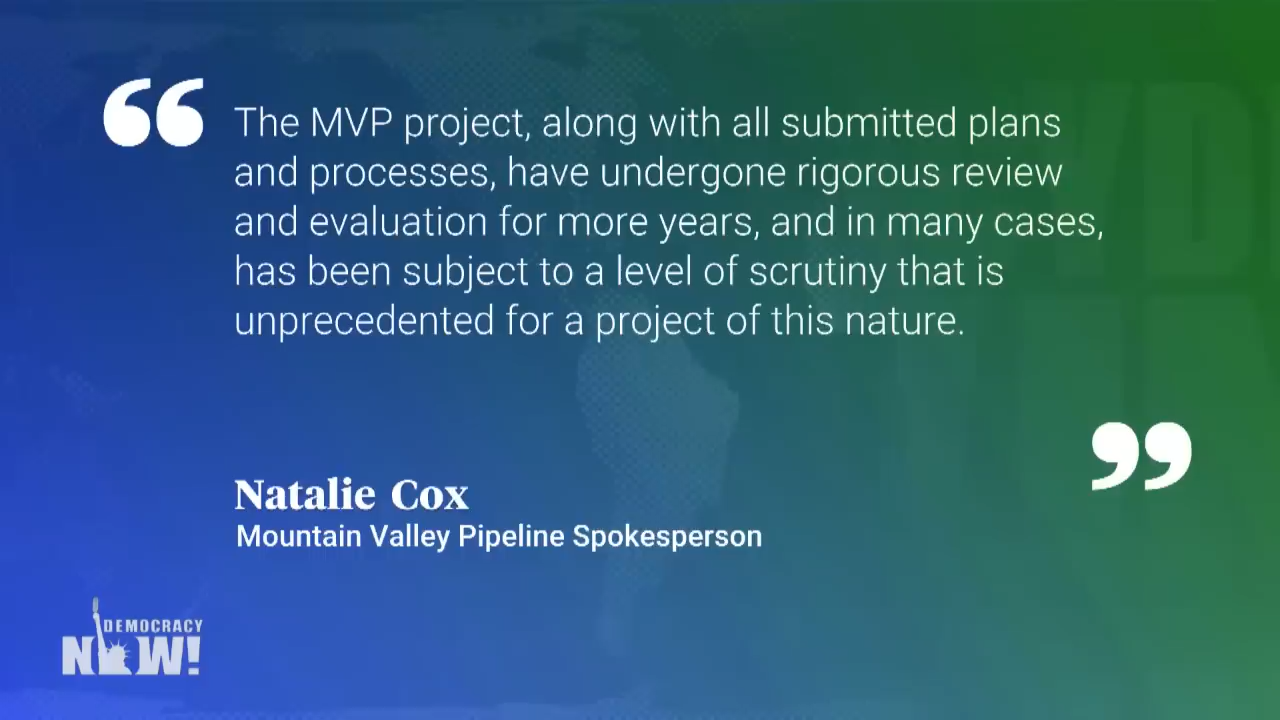 “ The MVP project, along with all submitted plans
and processes, have undergone rigorous review
and evaluation for more years, and in many cases,
has been subject to a level of scrutiny that is
unprecedented for a project of this nature.
”
Natalie Cox
Mountain Valley Pipeline Spokesperson
DEMOCRACY
NOW!